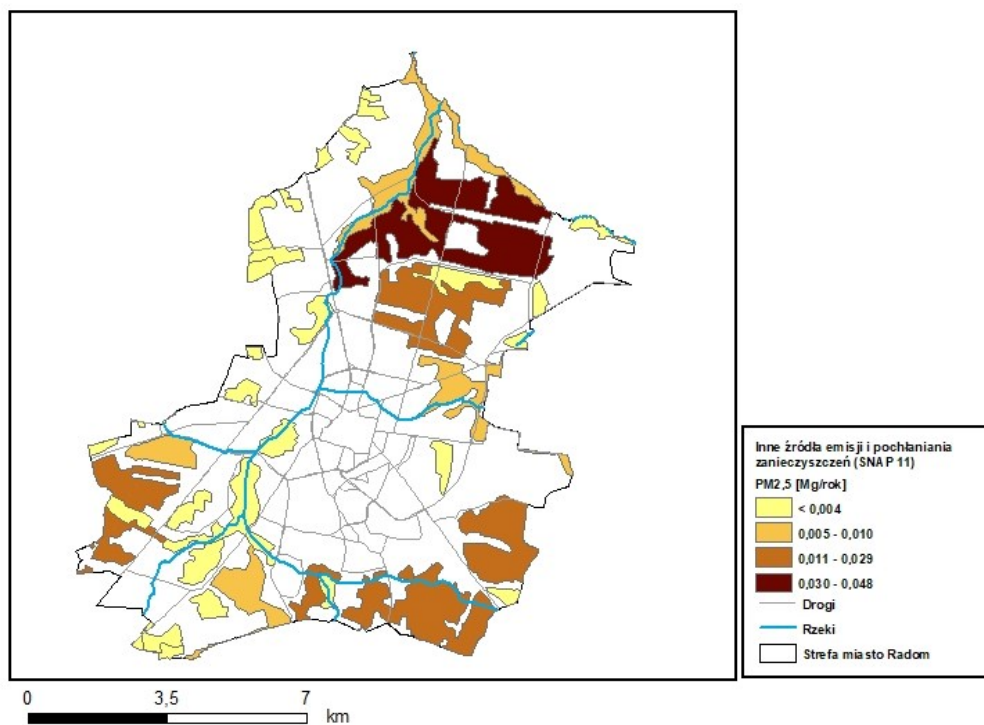 Inne źródła emisji i pochłaniania
zanieczyszczeń (SNAP 11)
PM2,5 [Mg/rok]
< 0,004
0,005 - 0,010
0,011 - 0,029
0,030 - 0,048
Drogi
Rzeki
Strefa miasto Radom
0 3,5 7
km